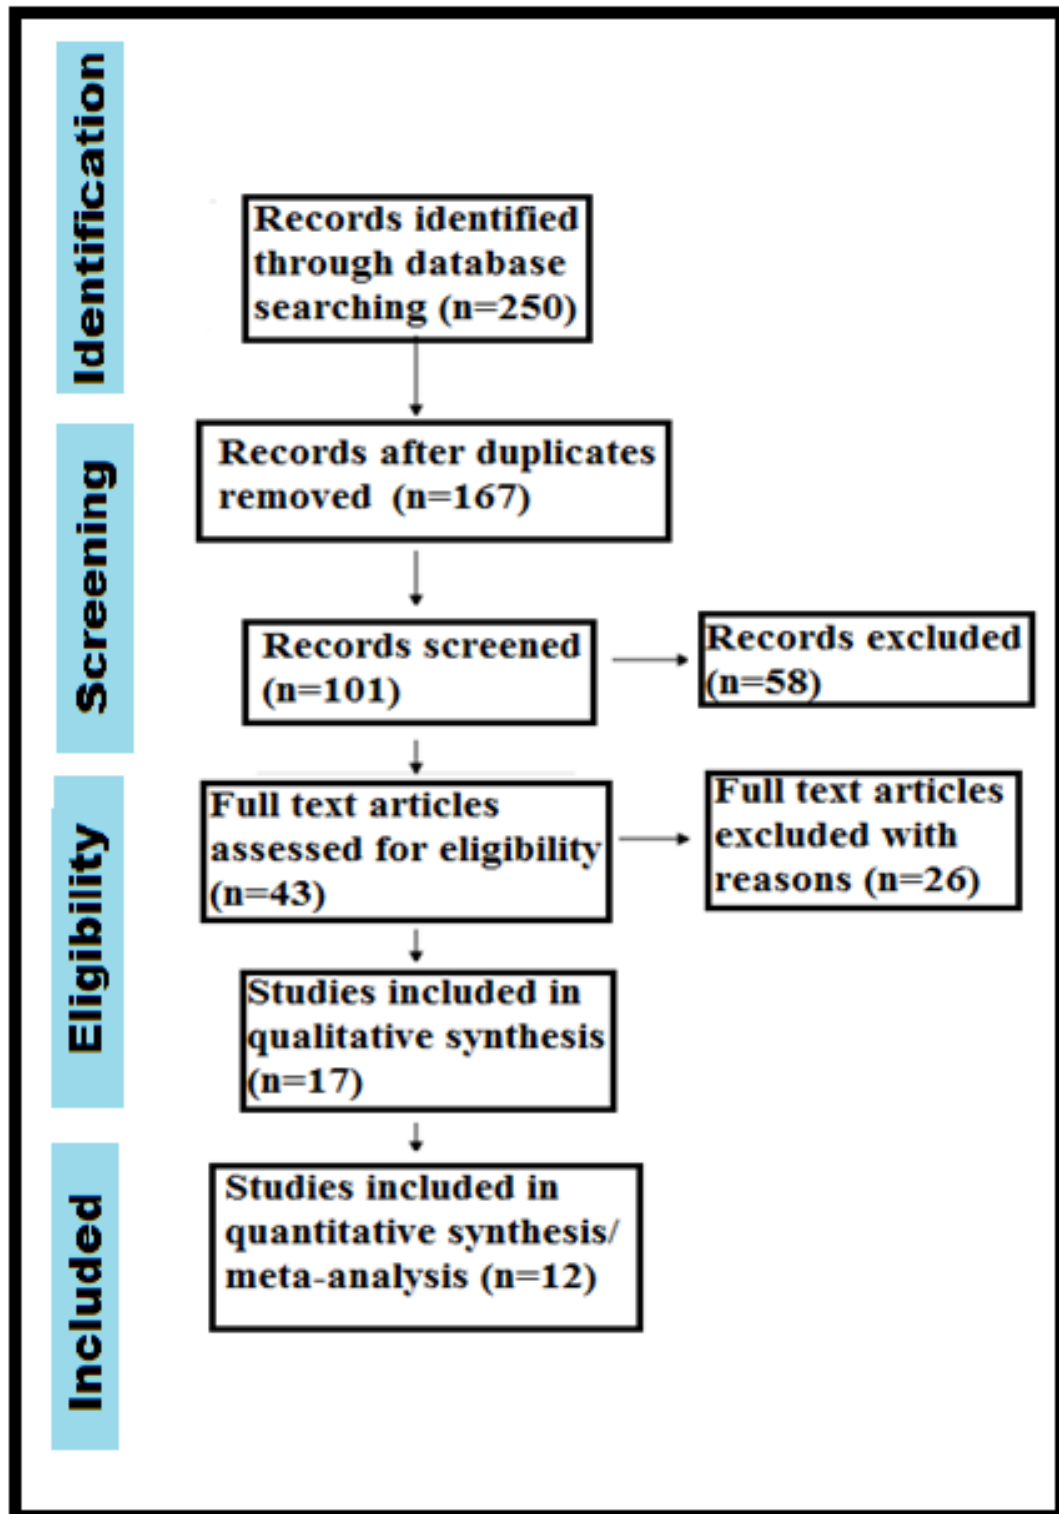 Identification
Records identified
through database
searching (n=250)
Screening
Records after duplicates
removed (n=167)
Records screened
(n=101)
Records excluded
(n=58)
Eligibility
Full text articles
assessed for eligibility
(n=43)
Full text articles
excluded with
reasons (n=26)
Studies included in
qualitative synthesis
(n=17)
Included
Studies included in
quantitative synthesis/
meta-analysis (n=12)